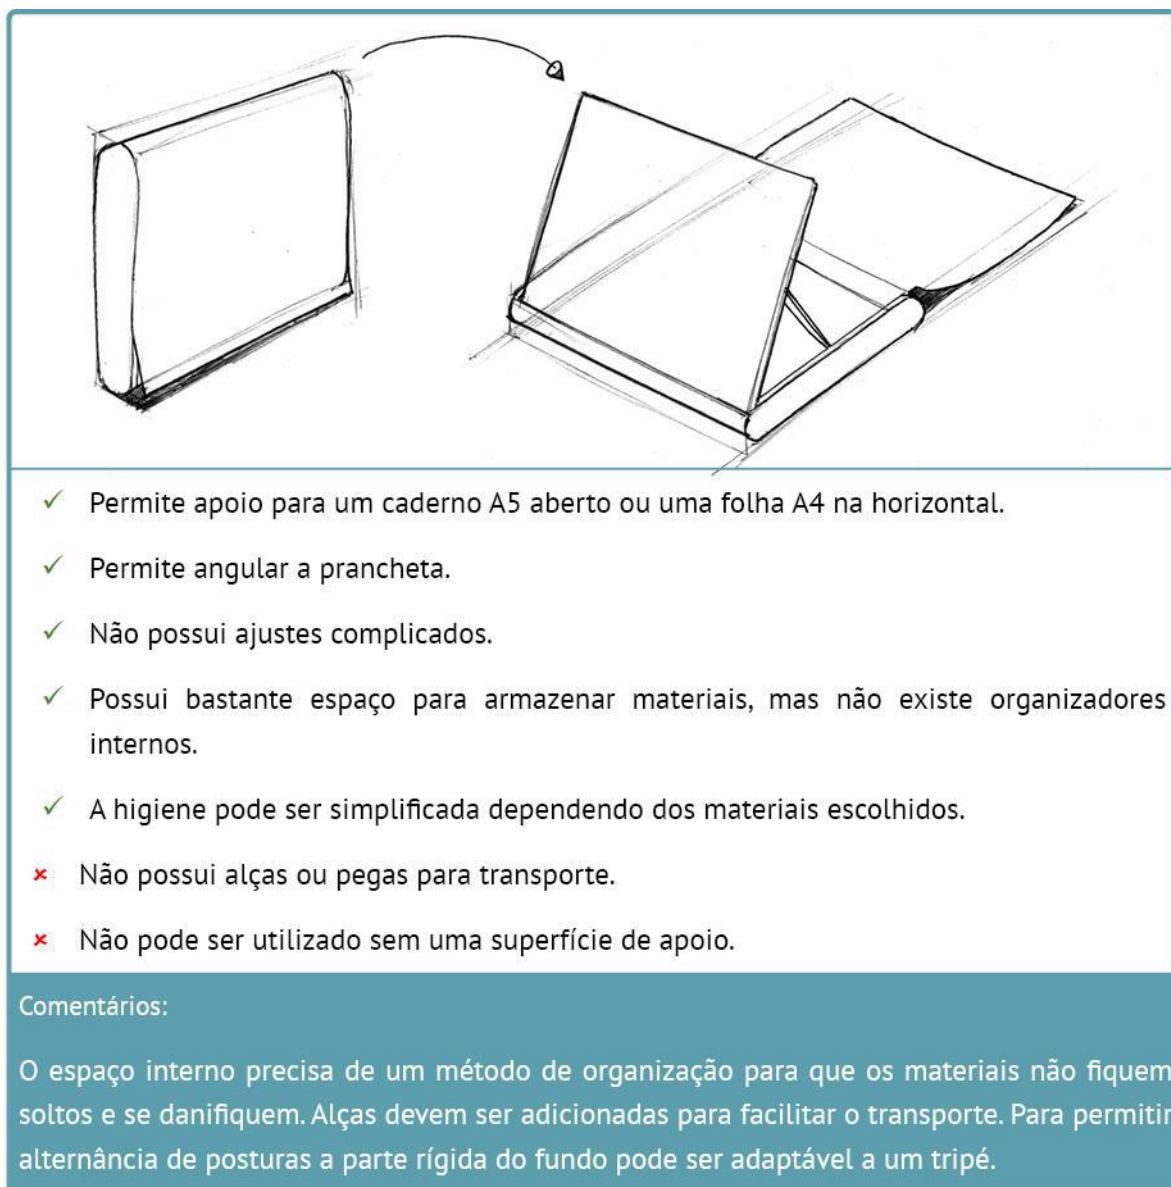 Permite apoio para um caderno A5 aberto ou uma folha A4 na horizontal.
Permite angular a prancheta.
Não possui ajustes complicados.
Possui bastante espaço para armazenar materiais, mas não existe organizadores
internos.
A higiene pode ser simplificada dependendo dos materiais escolhidos.
Não possui alças ou pegas para transporte.
Não pode ser utilizado sem uma superfície de apoio.
Comentários:
O espaço interno precisa de um método de organização para que os materiais não fiquem
soltos e se danifiquem. Alças devem ser adicionadas para facilitar o transporte. Para permitir
alternância de posturas a parte rígida do fundo pode ser adaptável a um tripé.